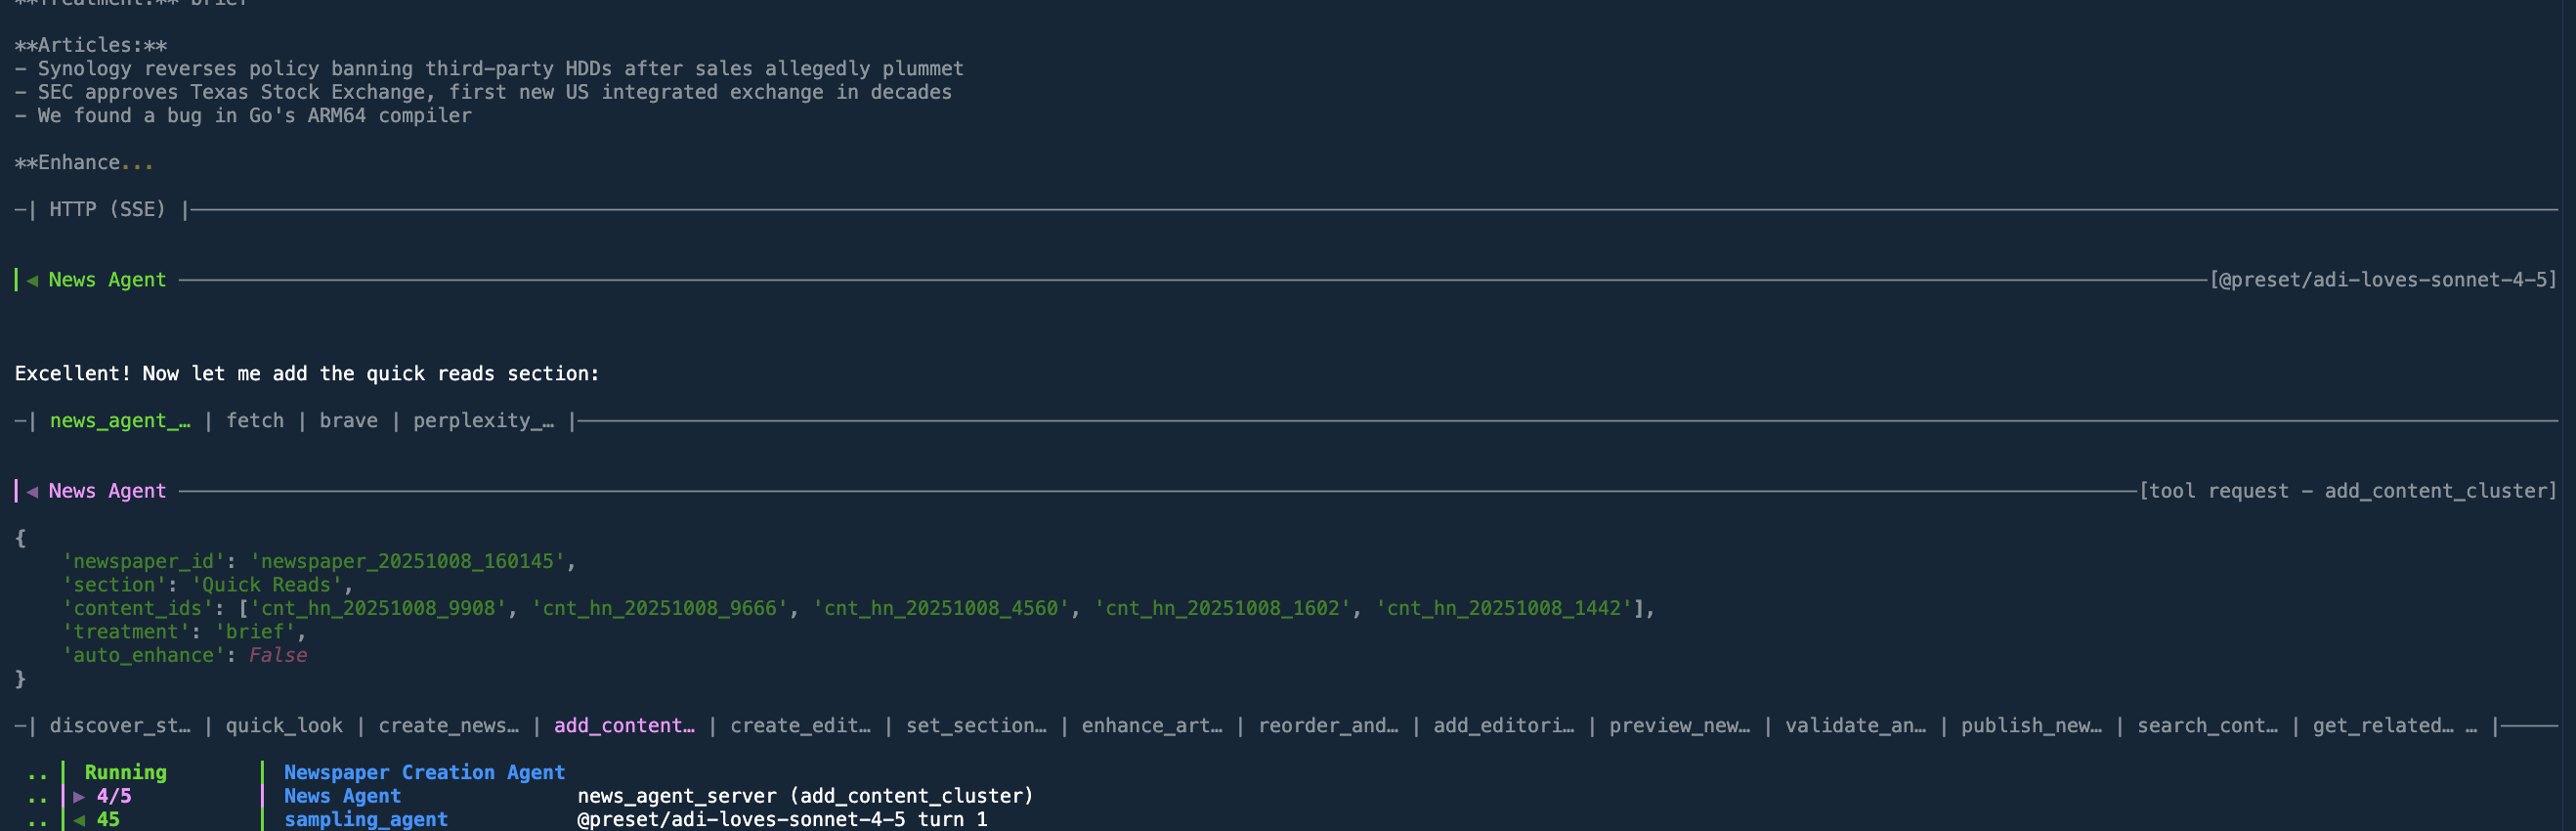 **Treatment:** brief
**Articles:**
- Synology reverses policy banning third-party HDDs after sales allegedly plummet
- SEC approves Texas Stock Exchange, first new US integrated exchange in decades
- We found a bug in Go's ARM64 compiler
**Enhance...
─| HTTP (SSE) |
◀ News Agent [@preset/adi-loves-sonnet-4-5]
Excellent! Now let me add the quick reads section:
─| news_agent_… | fetch | brave | perplexity_… |
◀ News Agent [tool request - add_content_cluster]
{
'newspaper_id': 'newspaper_20251008_160145',
'section': 'Quick Reads',
'content_ids': ['cnt_hn_20251008_9908', 'cnt_hn_20251008_9666', 'cnt_hn_20251008_4560', 'cnt_hn_20251008_1602', 'cnt_hn_20251008_1442'],
'treatment': 'brief',
'auto_enhance': False
}
─| discover_st… | quick_look | create_news… | add_content… | create_edit… | set_section… | enhance_art… | reorder_and… | add_editori… | preview_new… | validate_an… | publish_new… | search_cont… | get_related… … |
.. Running Newspaper Creation Agent
.. ▶ 4/5 News Agent news_agent_server (add_content_cluster)
.. ◀ 45 sampling_agent @preset/adi-loves-sonnet-4-5 turn 1